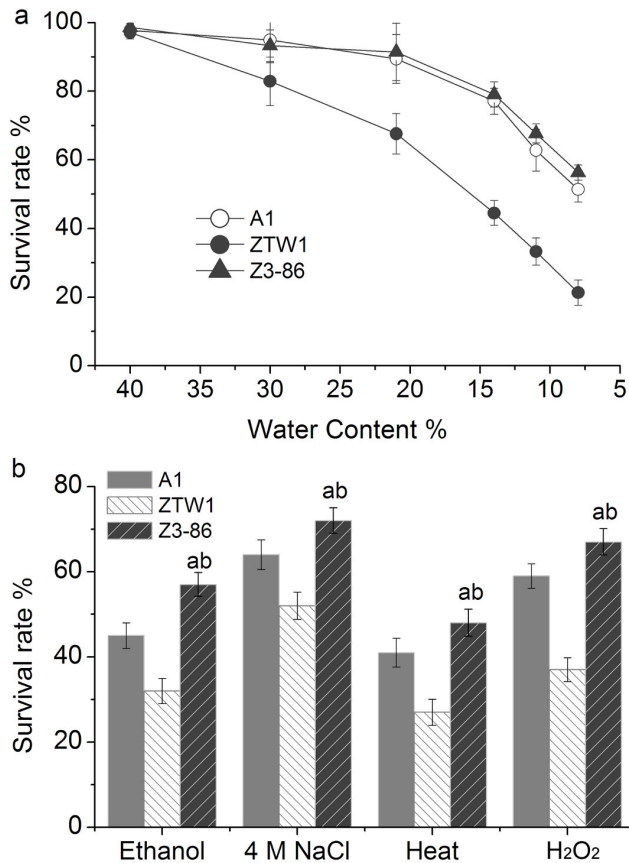 a
100
80
60
40
20
0
Survival rate %
A1
ZTW1
Z3-86
40 35 30 25 20 15 10 5
Water Content %
b
A1
ZTW1
Z3-86
80
60
40
20
0
Survival rate %
ab
ab
ab
ab
Ethanol 4 M NaCl Heat H₂O₂